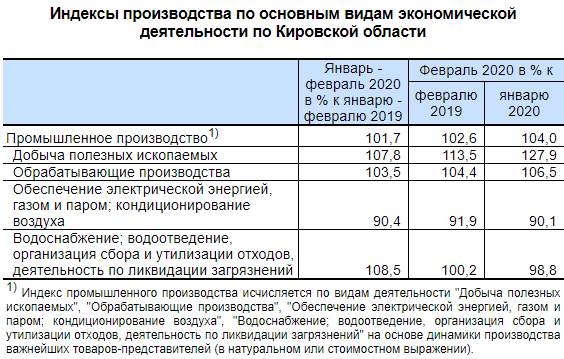 Индексы производства по основным видам экономической
деятельности по Кировской области
Январь -
февраль 2020
в % к январю -
февралю 2019
Февраль 2020 в % к
февралю
2019
январю
2020
Промышленное производство1) 101,7 102,6 104,0
Добыча полезных ископаемых 107,8 113,5 127,9
Обрабатывающие производства 103,5 104,4 106,5
Обеспечение электрической энергией,
газом и паром; кондиционирование
воздуха 90,4 91,9 90,1
Водоснабжение; водоотведение,
организация сбора и утилизации отходов,
деятельность по ликвидации загрязнений 108,5 100,2 98,8
1) Индекс промышленного производства исчисляется по видам деятельности "Добыча полезных
ископаемых", "Обрабатывающие производства", "Обеспечение электрической энергией, газом и
паром; кондиционирование воздуха", "Водоснабжение; водоотведение, организация сбора и
утилизации отходов, деятельность по ликвидации загрязнений" на основе динамики производства
важнейших товаров-представителей (в натуральном или стоимостном выражении).